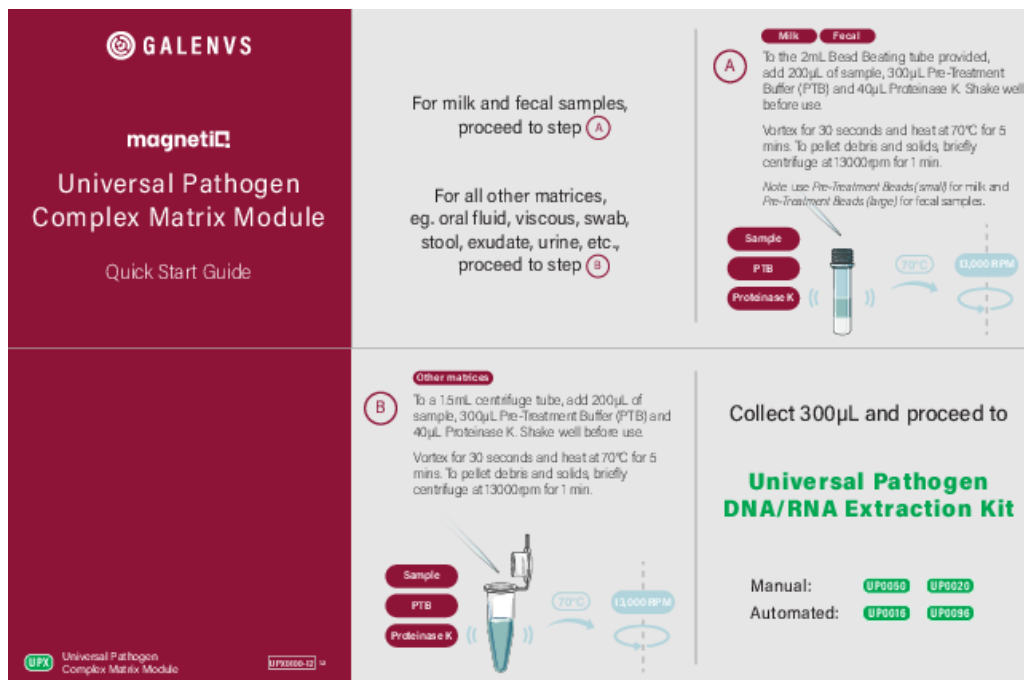 GALENVS
magnetiQ
Universal Pathogen
Complex Matrix Module
Quick Start Guide
For milk and fecal samples,
proceed to step A
For all other matrices,
eg. oral fluid, viscous, swab,
stool, exudate, urine, etc.,
proceed to step B
Milk Fecal
A
To the 2mL Bead Beating tube provided,
add 200µL of sample, 300µL Pre-Treatment
Buffer (PTB) and 40µL Proteinase K. Shake well
before use.
Vortex for 30 seconds and heat at 70°C for 5
mins. To pellet debris and solids, briefly
centrifuge at 13000rpm for 1 min.
Note: use Pre-Treatment Beads (small) for milk and
Pre-Treatment Beads (large) for fecal samples.
Sample
PTB
Proteinase K
70°C
13,000 RPM
UPX
Universal Pathogen
Complex Matrix Module
Other matrices
B
To a 1.5mL centrifuge tube, add 200µL of
sample, 300µL Pre-Treatment Buffer (PTB) and
40µL Proteinase K. Shake well before use.
Vortex for 30 seconds and heat at 70°C for 5
mins. To pellet debris and solids, briefly
centrifuge at 13000rpm for 1 min.
Sample
PTB
Proteinase K
70°C
13,000 RPM
Collect 300µL and proceed to
Universal Pathogen
DNA/RNA Extraction Kit
Manual: UP0050 UP0020
Automated: UP0016 UP0096